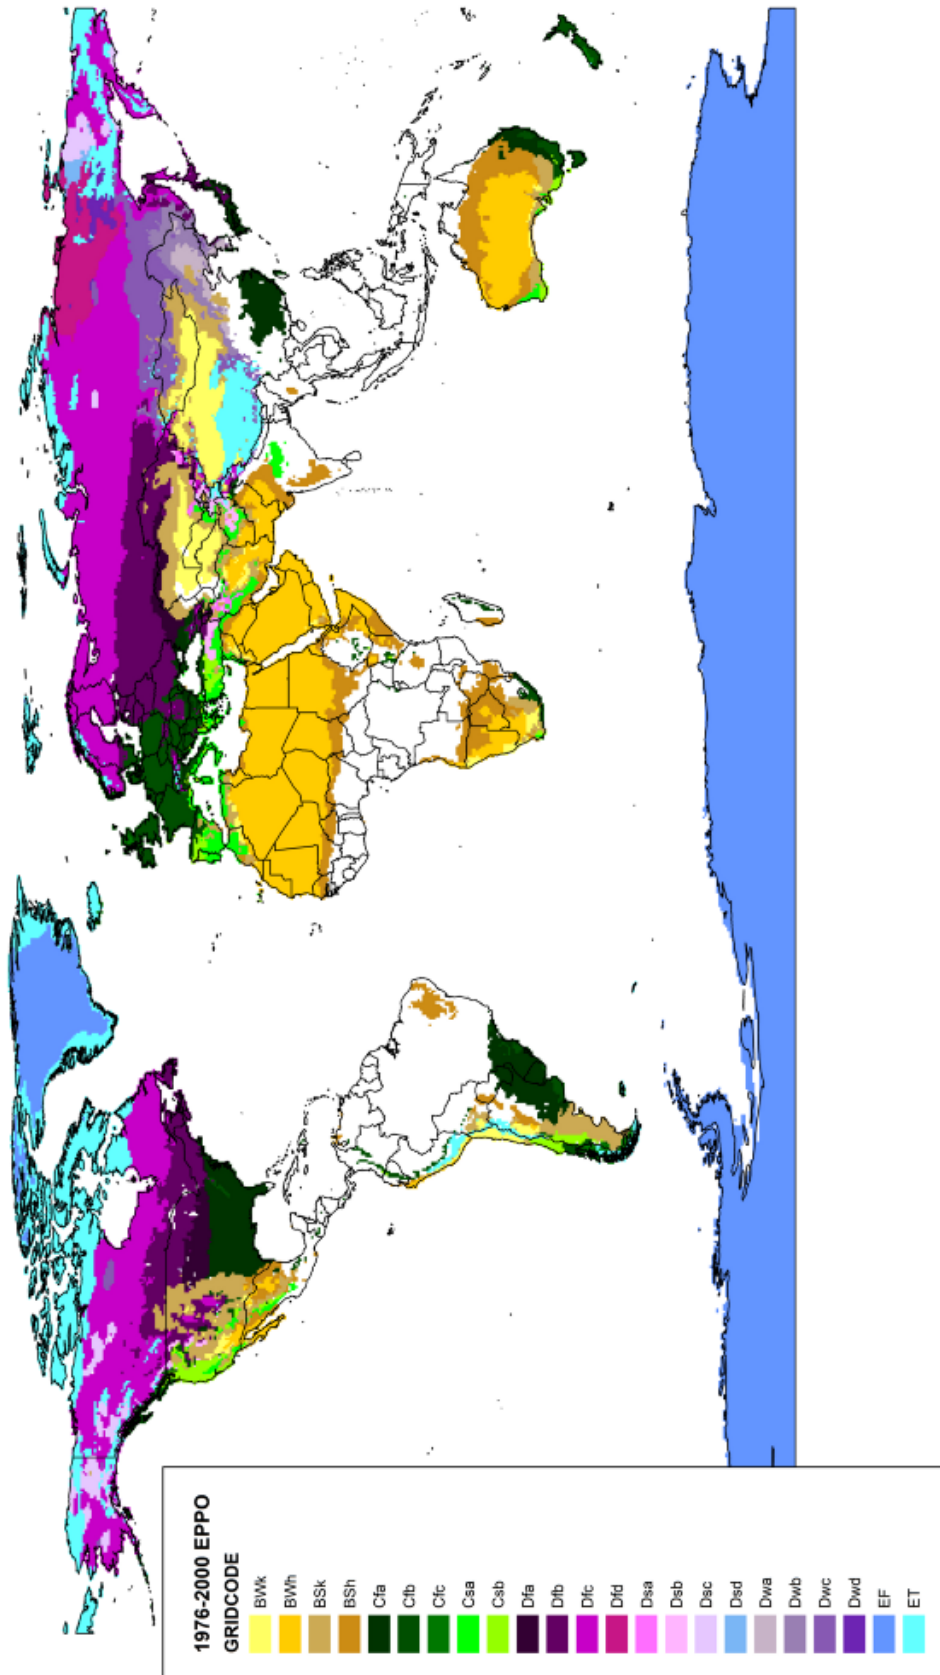 1976-2000 EPPO
GRIDCODE
BWk
BWh
BSk
BSh
Cfa
Cfb
Cfc
Csa
Csb
Dfa
Dfb
Dfc
Dfd
Dsa
Dsb
Dsc
Dsd
Dwa
Dwb
Dwc
Dwd
EF
ET